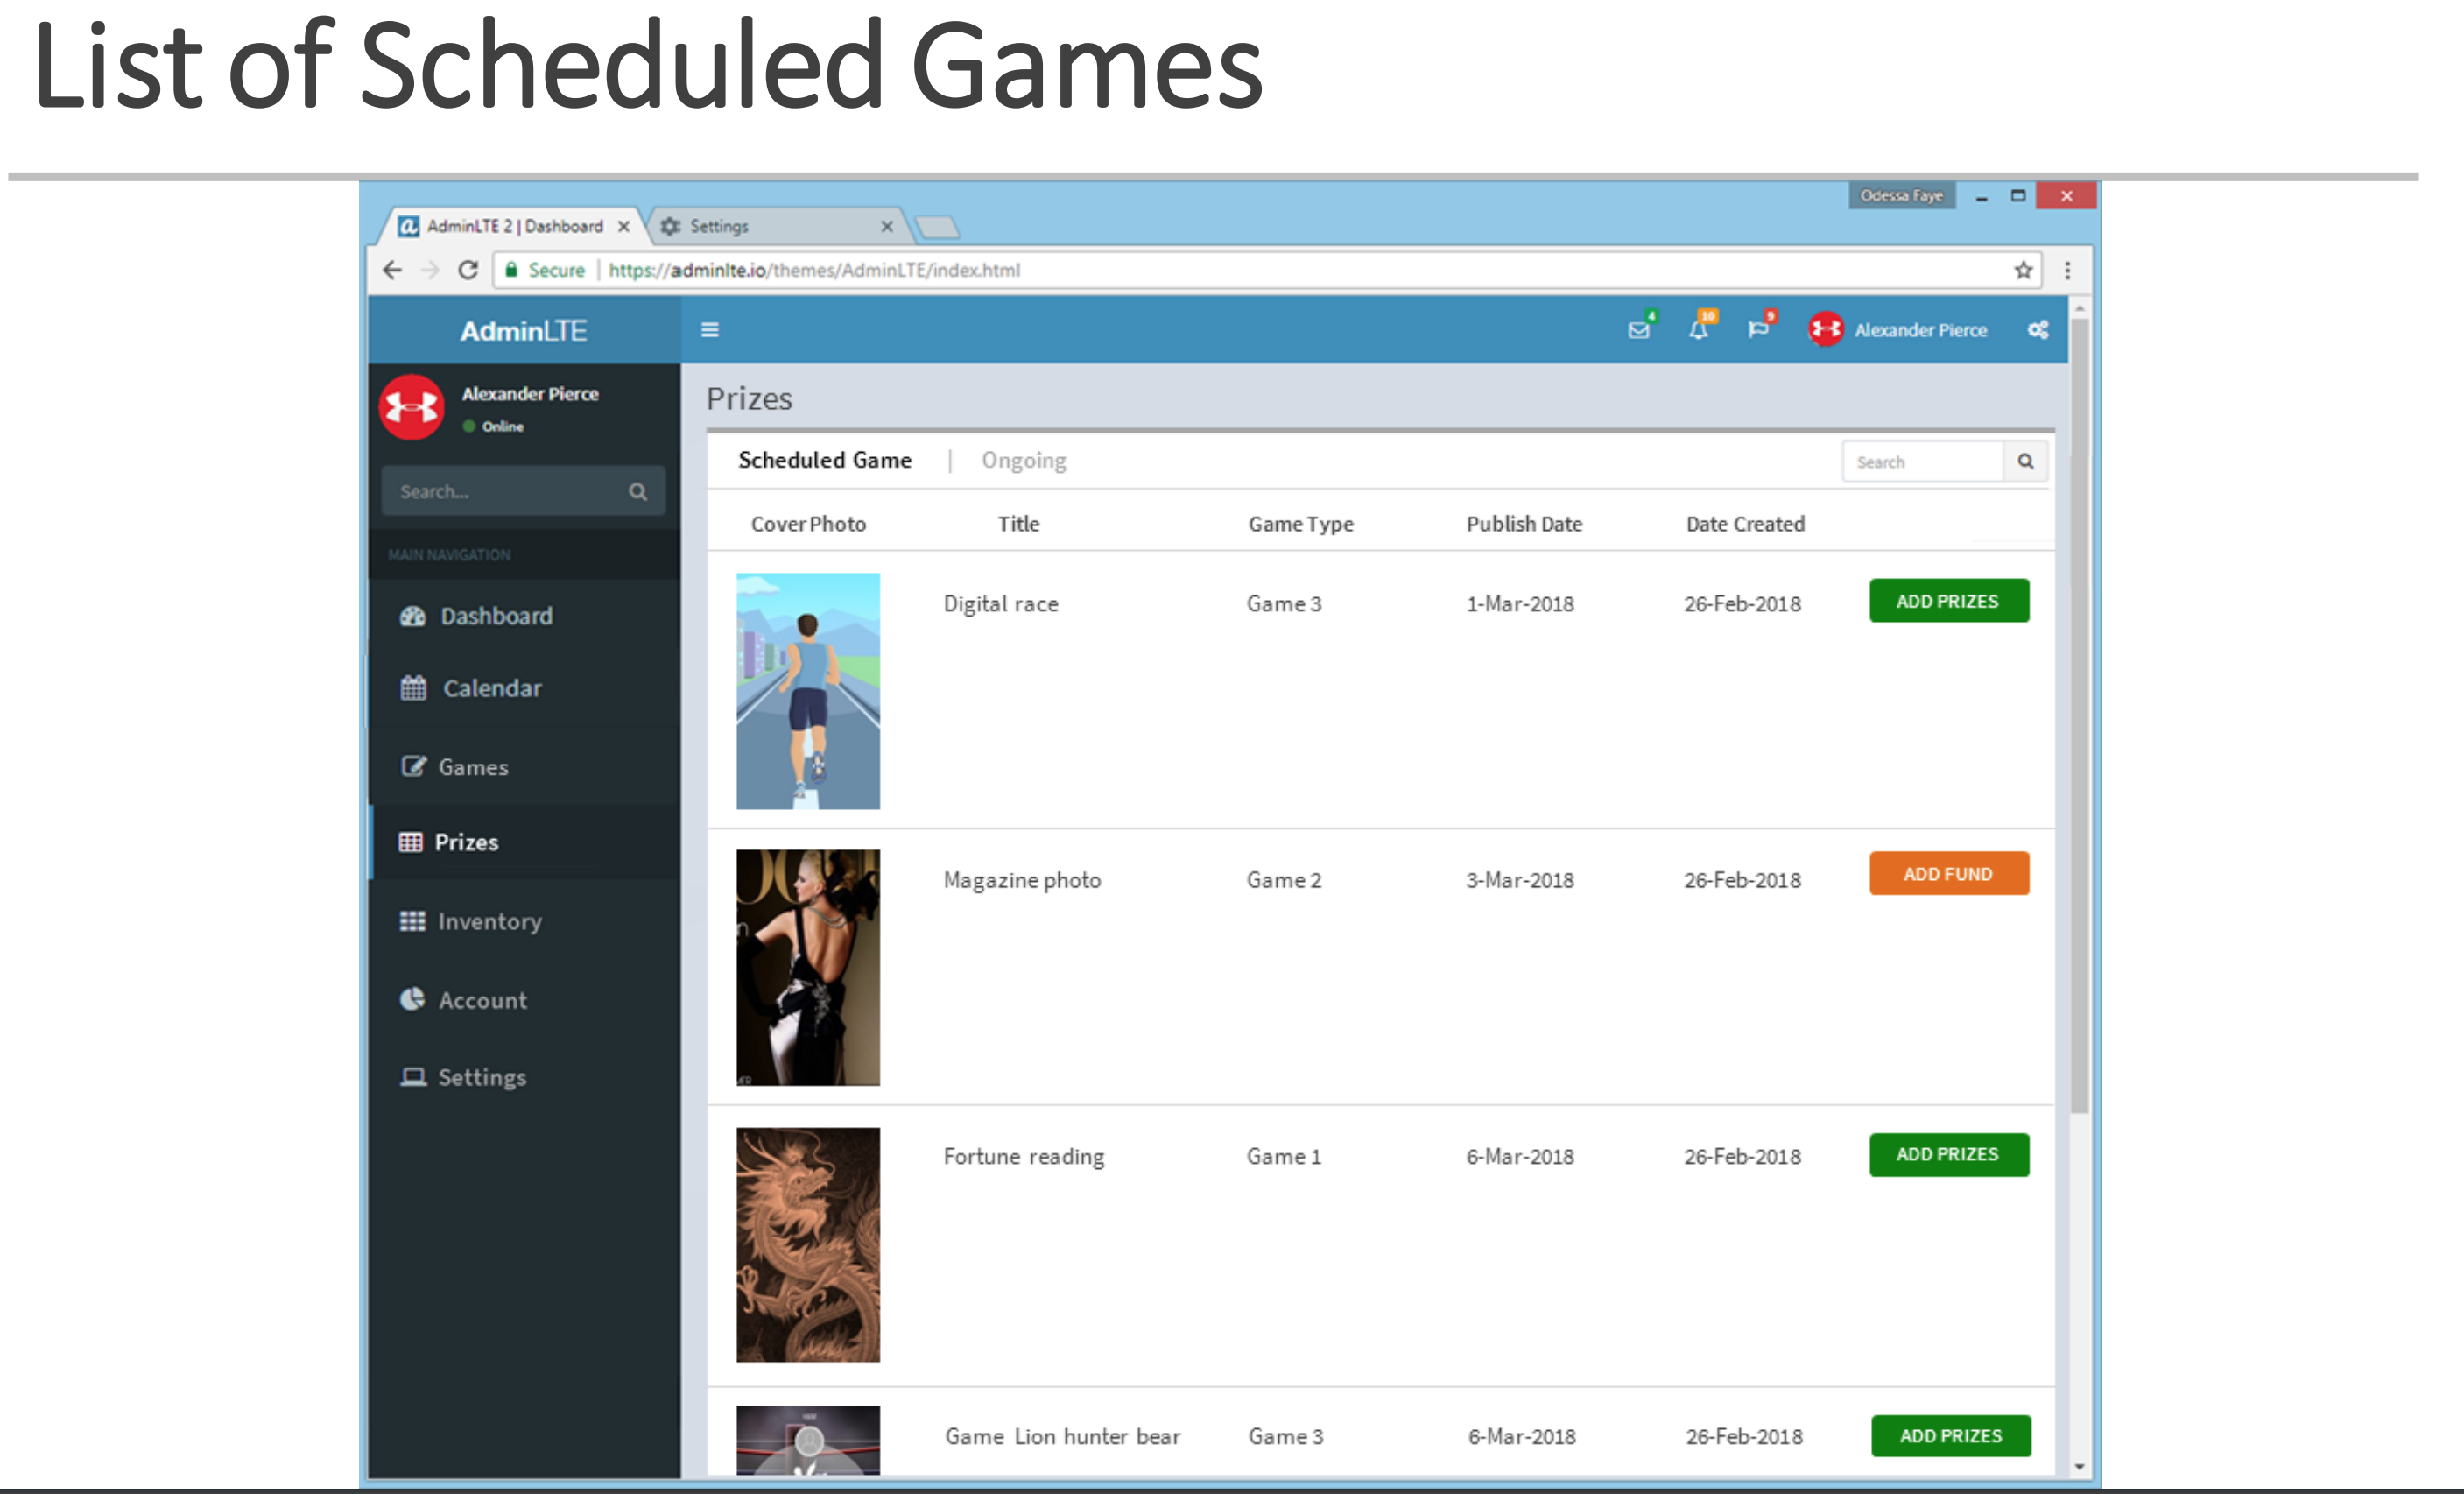 List of Scheduled Games
Odessa Faye
AdminLTE 2 | Dashboard
Settings
Secure | https://adminlte.io/themes/AdminLTE/index.html
AdminLTE
4
10
9
Alexander Pierce
Alexander Pierce
Online
Search...
MAIN NAVIGATION
Dashboard
Calendar
Games
Prizes
Inventory
Account
Settings
Prizes
Scheduled Game | Ongoing
Search
Cover Photo Title Game Type Publish Date Date Created
Digital race Game 3 1-Mar-2018 26-Feb-2018 ADD PRIZES
Magazine photo Game 2 3-Mar-2018 26-Feb-2018 ADD FUND
Fortune reading Game 1 6-Mar-2018 26-Feb-2018 ADD PRIZES
Game Lion hunter bear Game 3 6-Mar-2018 26-Feb-2018 ADD PRIZES